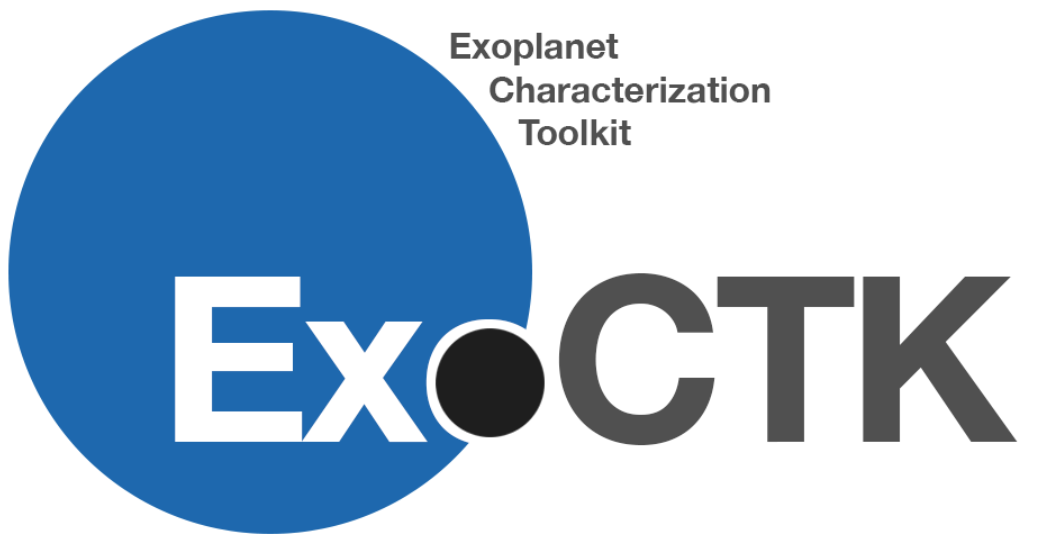 Exoplanet
Characterization
Toolkit
ExoCTK